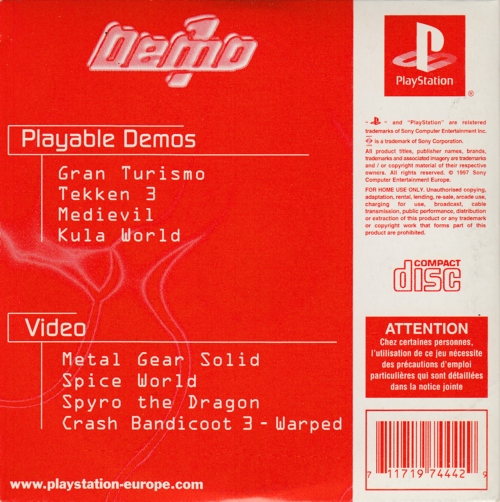 Demo 1
Playable Demos
Gran Turismo
Tekken 3
Medievil
Kula World
Video
Metal Gear Solid
Spice World
Spyro the Dragon
Crash Bandicoot 3 - Warped
www.playstation-europe.com
PlayStation
®
" " and "PlayStation" are reistered
trademarks of Sony Computer Entertainment Inc.
is a trademark of Sony Corporation.
All product titles, publisher names, brands,
trademarks and associated imagery are trademarks
and / or copyright material of their respective
owners. All rights reserved. © 1997 Sony
Computer Entertainment Europe.
FOR HOME USE ONLY. Unauthorised copying,
adaptation, rental, lending, re-sale, arcade use,
charging for use, broadcast, cable
transmission, public performance, distribution
or extraction of this product or any trademark
or copyright work that forms part of this
product are prohibited.
COMPACT
disc
ATTENTION
Chez certaines personnes,
l'utilisation de ce jeu nécessite
des précautions d'emploi
particulières qui sont détaillées
dans la notice jointe
7 11719 74442 9